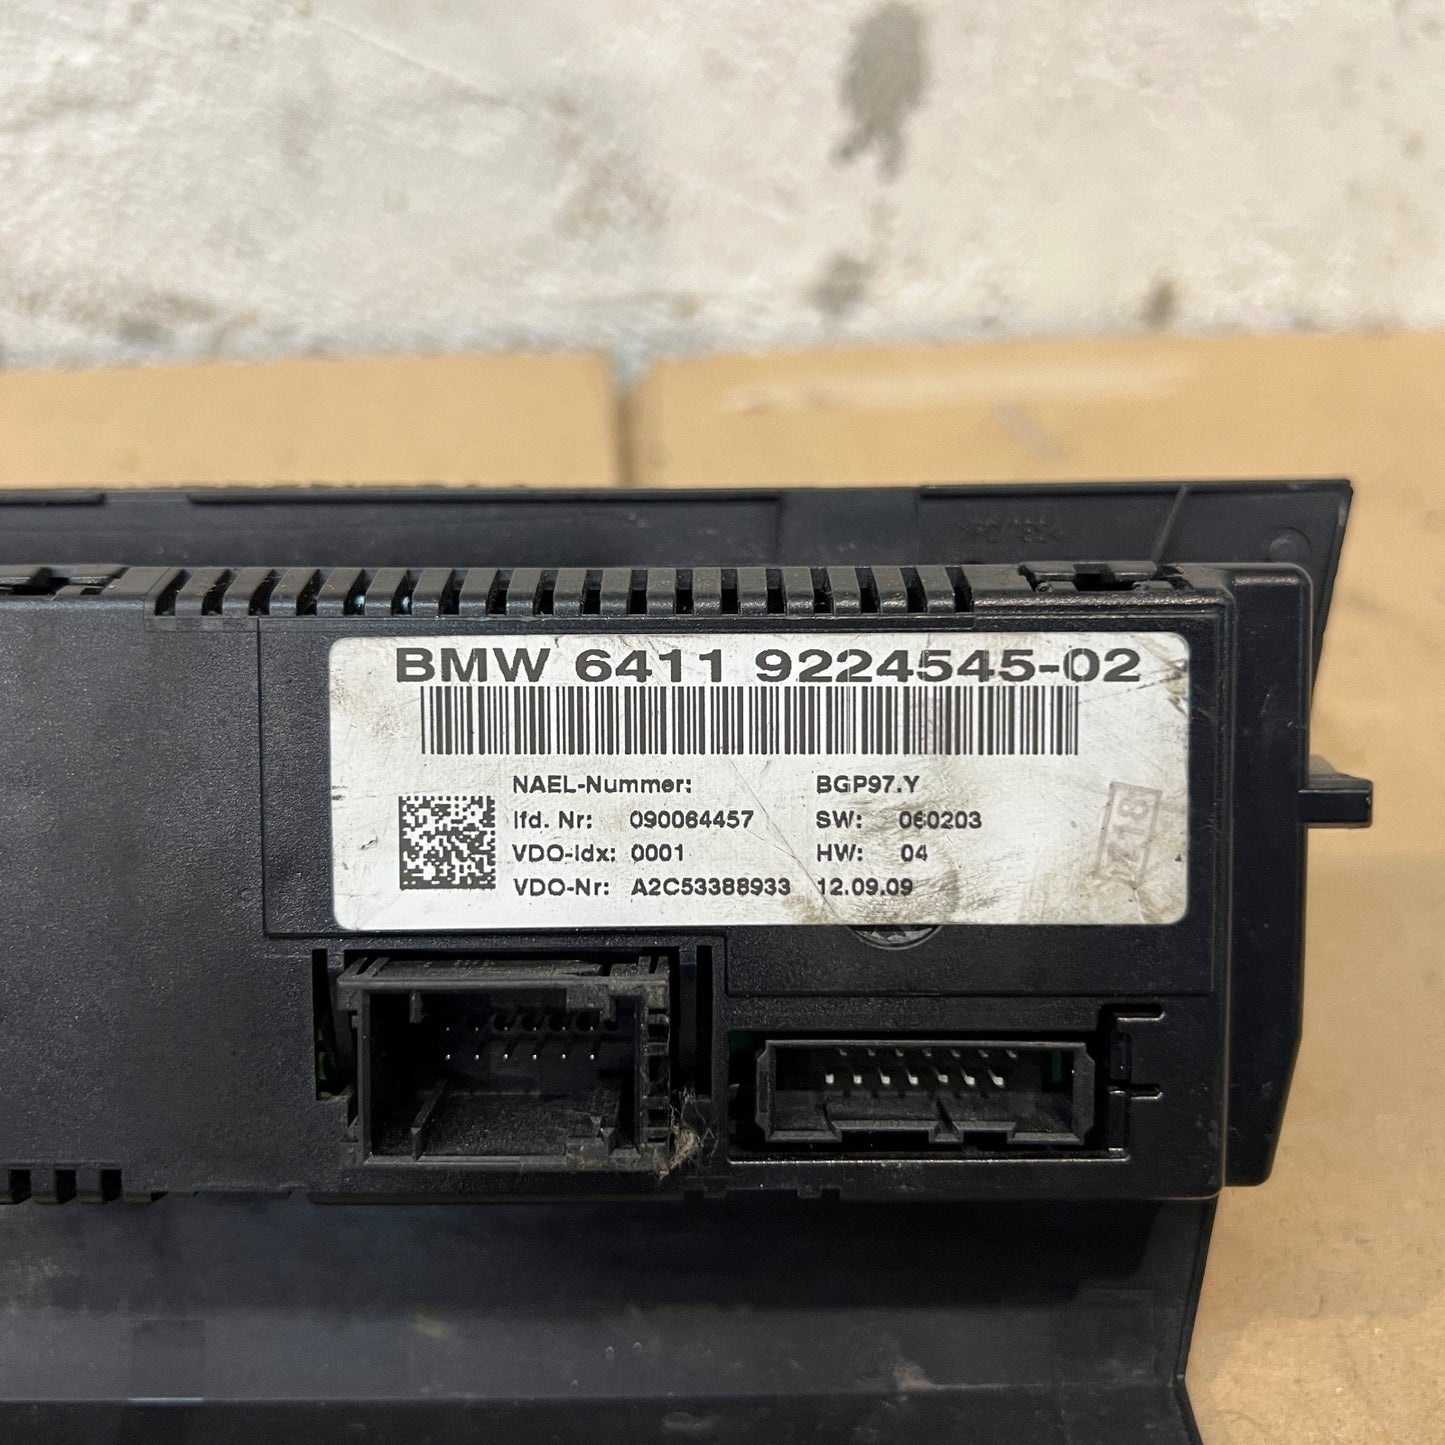 BMW 6411 9224545-02
NAEL-Nummer: BGP97.Y
lfd. Nr: 090064457 SW: 060203
VDO-Idx: 0001 HW: 04
VDO-Nr: A2C53388933 12.09.09